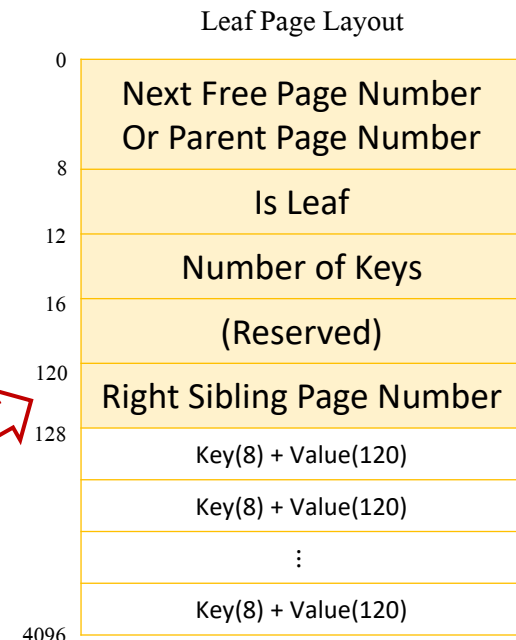 Leaf Page Layout
0
Next Free Page Number
Or Parent Page Number
8
Is Leaf
12
Number of Keys
16
(Reserved)
120
Right Sibling Page Number
128
Key(8) + Value(120)
Key(8) + Value(120)
⋮
Key(8) + Value(120)
4096